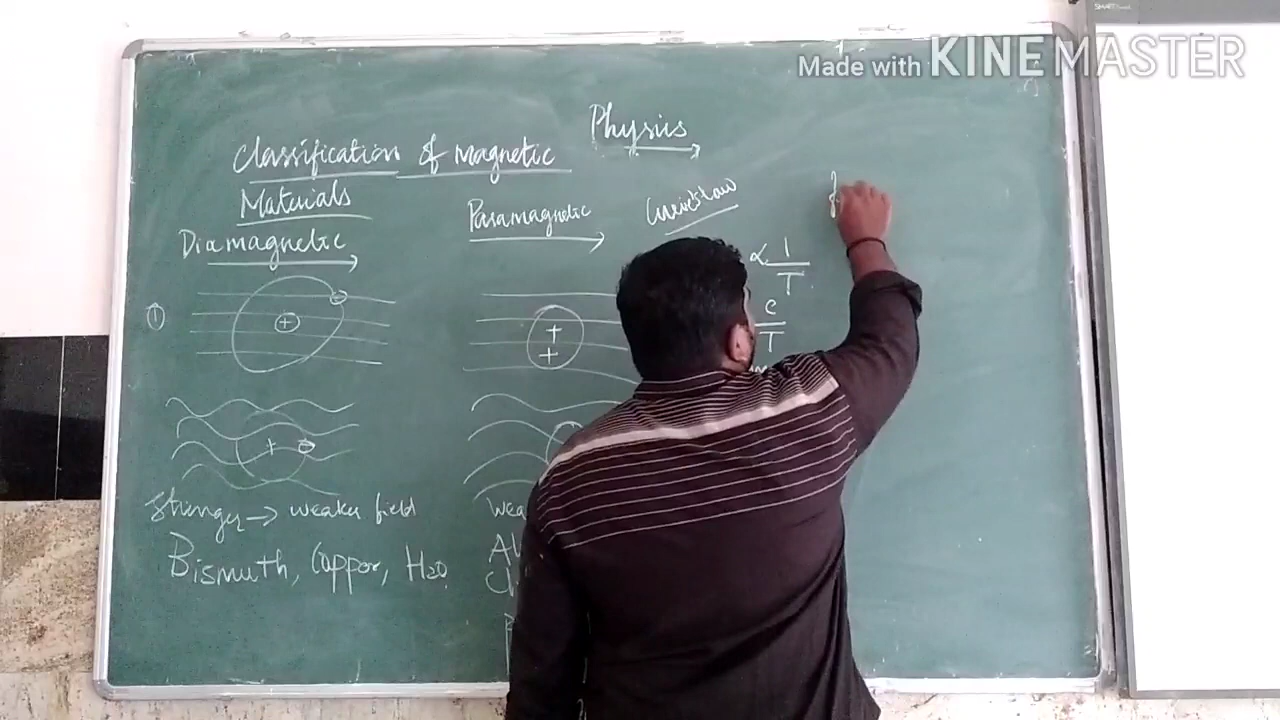 Made with KINEMASTER
Physics
Classification of Magnetic
Materials
Paramagnetic
Curie's Law
Diamagnetic
∝ 1/T
①
+
+
+
c/T
+
Stronger → weaker field
Bismuth, Copper, H2O